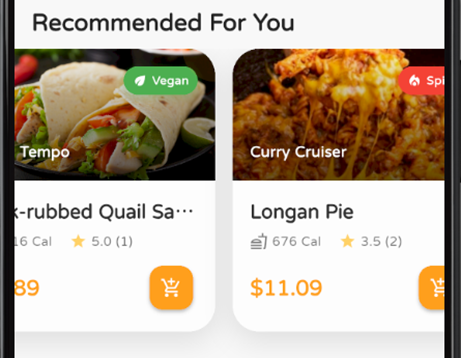 Recommended For You
Vegan
Tempo
k-rubbed Quail Sa···
16 Cal
5.0 (1)
89
Spi
Curry Cruiser
Longan Pie
676 Cal
3.5 (2)
$11.09